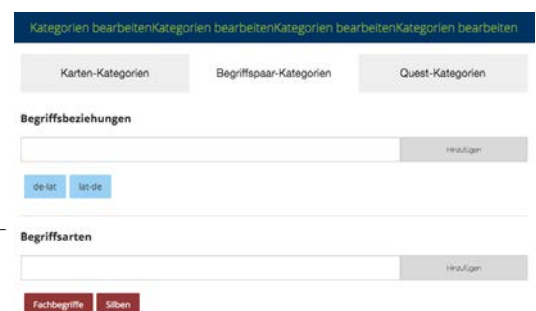 Kategorien bearbeitenKategorien bearbeitenKategorien bearbeitenKategorien bearbeiten
Karten-Kategorien Begriffspaar-Kategorien Quest-Kategorien
Begriffsbeziehungen
Hinzufügen
de-lat lat-de
Begriffsarten
Hinzufügen
Fachbegriffe Silben